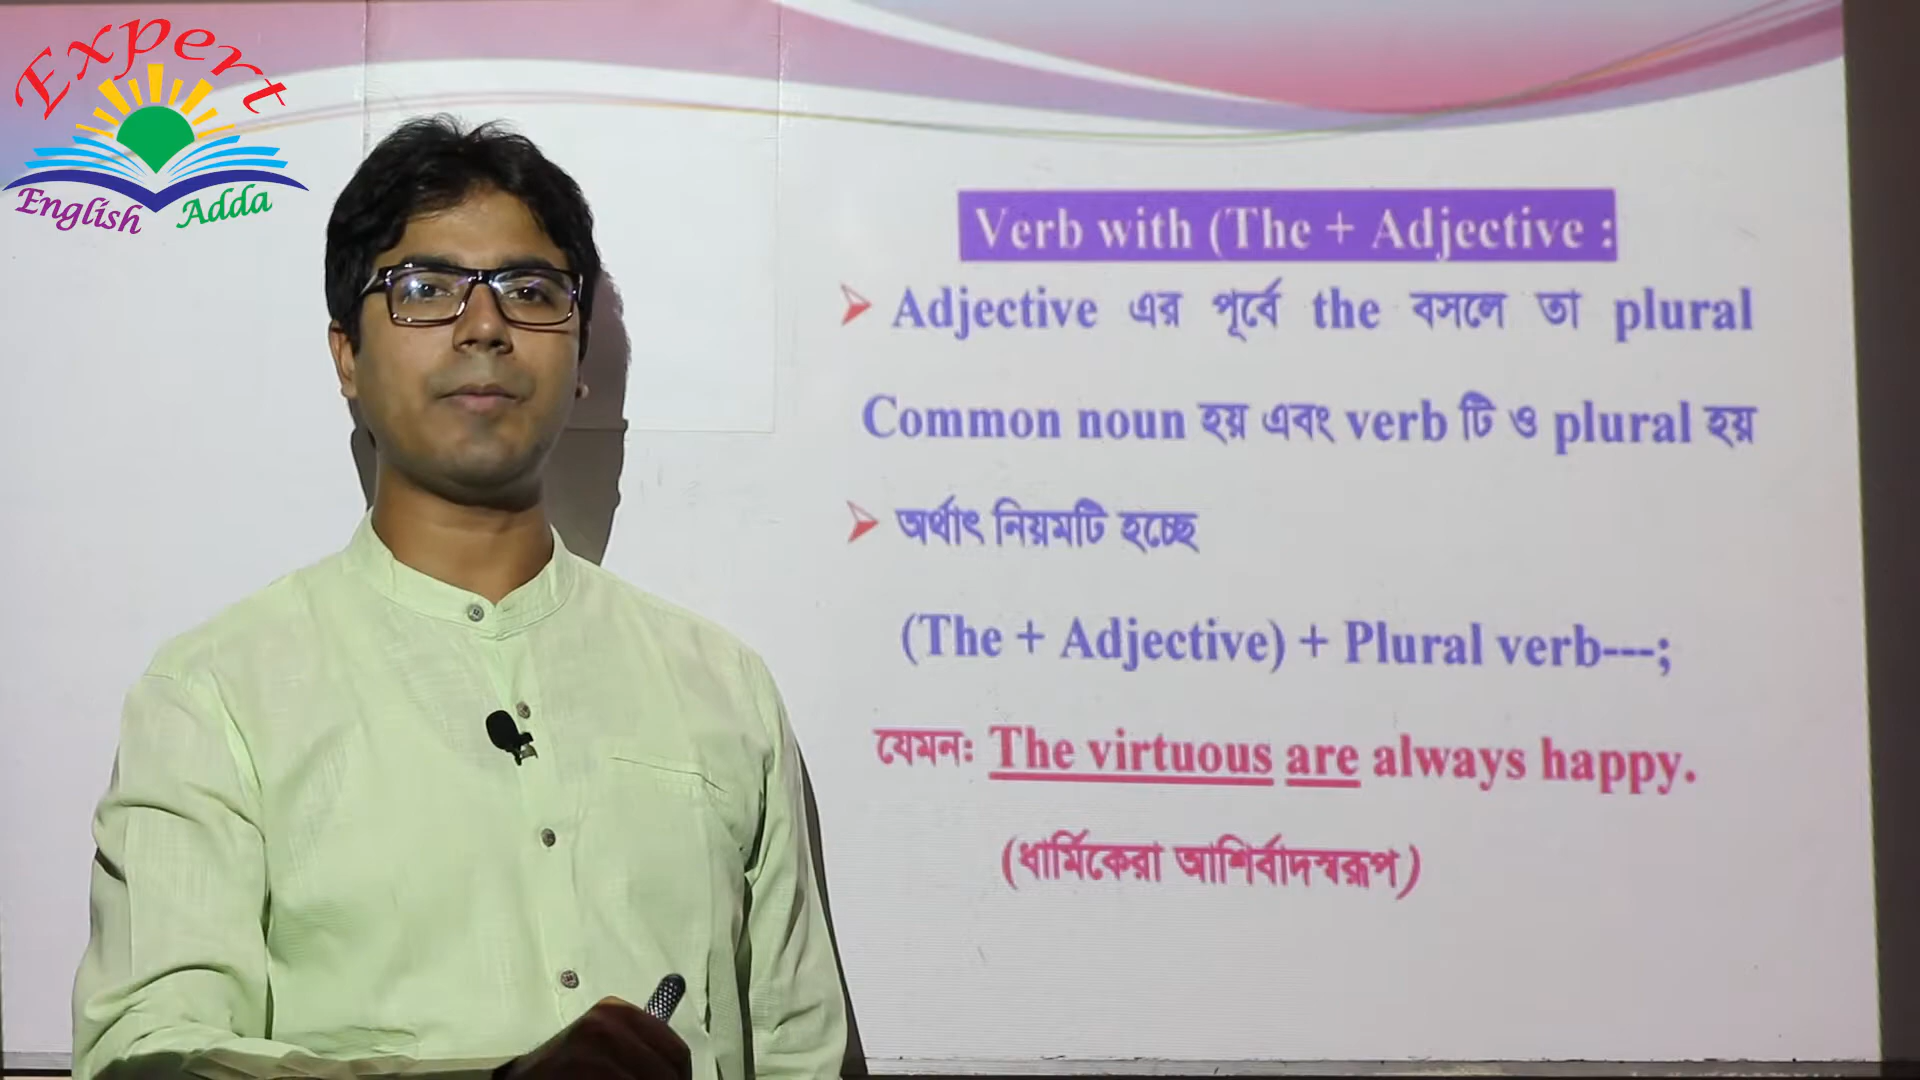 Expert
English Adda
Verb with (The + Adjective :
Adjective এর পূর্বে the বসলে তা plural
Common noun হয় এবং verb টি ও plural হয়
অর্থাৎ নিয়মটি হচ্ছে
(The + Adjective) + Plural verb---;
যেমন: The virtuous are always happy.
(ধার্মিকেরা আশির্বাদস্বরূপ)